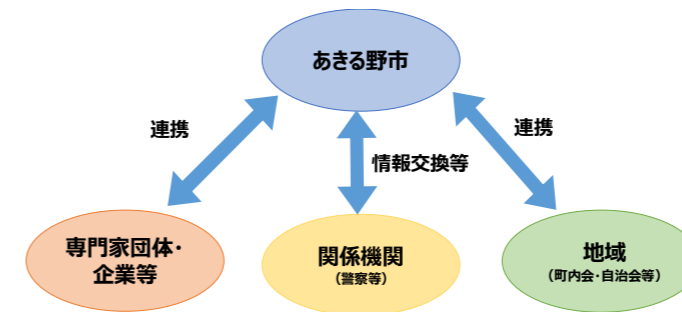 あきる野市
連携
連携
情報交換等
専門家団体・
企業等
関係機関
（警察等）
地域
（町内会・自治会等）